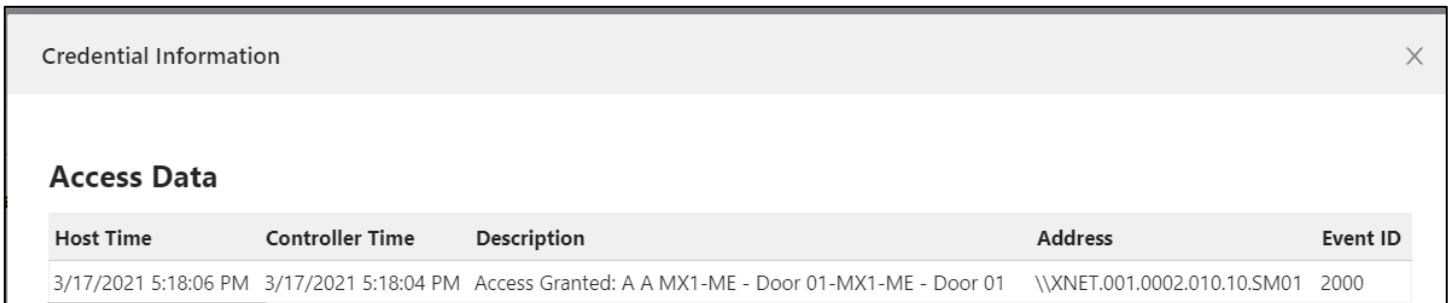 Credential Information
Access Data
Host Time Controller Time Description Address Event ID
3/17/2021 5:18:06 PM 3/17/2021 5:18:04 PM Access Granted: A A MX1-ME - Door 01-MX1-ME - Door 01 \\XNET.001.0002.010.10.SM01 2000